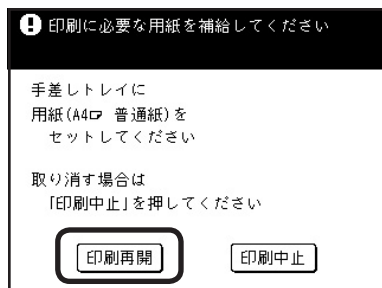 印刷に必要な用紙を補給してください
手差しトレイに
用紙(A4 普通紙)を
セットしてください
取り消す場合は
「印刷中止」を押してください
印刷再開 印刷中止